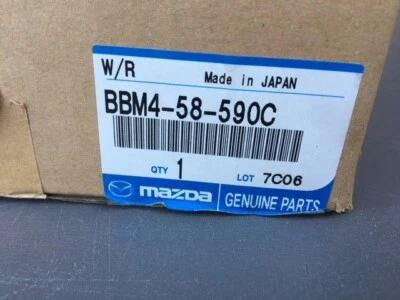 W/R Made in JAPAN
BBM4-58-590C
QTY 1 LOT 7C06
mazda GENUINE PARTS